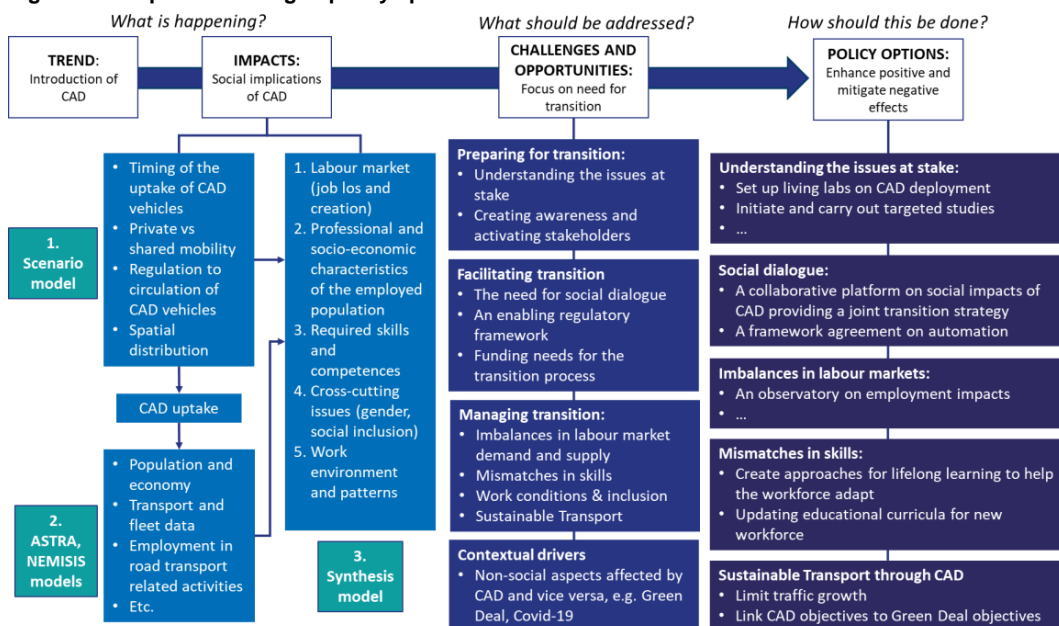 What is happening?
What should be addressed?
How should this be done?
TREND:
Introduction of
CAD
IMPACTS:
Social implications
of CAD
CHALLENGES AND
OPPORTUNITIES:
Focus on need for
transition
POLICY OPTIONS:
Enhance positive and
mitigate negative
effects
1.
Scenario
model
• Timing of the
uptake of CAD
vehicles
• Private vs
shared mobility
• Regulation to
circulation of
CAD vehicles
• Spatial
distribution
CAD uptake
2.
ASTRA,
NEMISIS
models
• Population and
economy
• Transport and
fleet data
• Employment in
road transport
related activities
• Etc.
1. Labour market
(job los and
creation)
2. Professional and
socio-economic
characteristics
of the employed
population
3. Required skills
and
competences
4. Cross-cutting
issues (gender,
social inclusion)
5. Work
environment
and patterns
3.
Synthesis
model
Preparing for transition:
• Understanding the issues at
stake
• Creating awareness and
activating stakeholders
Facilitating transition
• The need for social dialogue
• An enabling regulatory
framework
• Funding needs for the
transition process
Managing transition:
• Imbalances in labour market
demand and supply
• Mismatches in skills
• Work conditions & inclusion
• Sustainable Transport
Contextual drivers
• Non-social aspects affected by
CAD and vice versa, e.g. Green
Deal, Covid-19
Understanding the issues at stake:
• Set up living labs on CAD deployment
• Initiate and carry out targeted studies
• ...
Social dialogue:
• A collaborative platform on social impacts of
CAD providing a joint transition strategy
• A framework agreement on automation
Imbalances in labour markets:
• An observatory on employment impacts
• ...
Mismatches in skills:
• Create approaches for lifelong learning to help
the workforce adapt
• Updating educational curricula for new
workforce
Sustainable Transport through CAD
• Limit traffic growth
• Link CAD objectives to Green Deal objectives